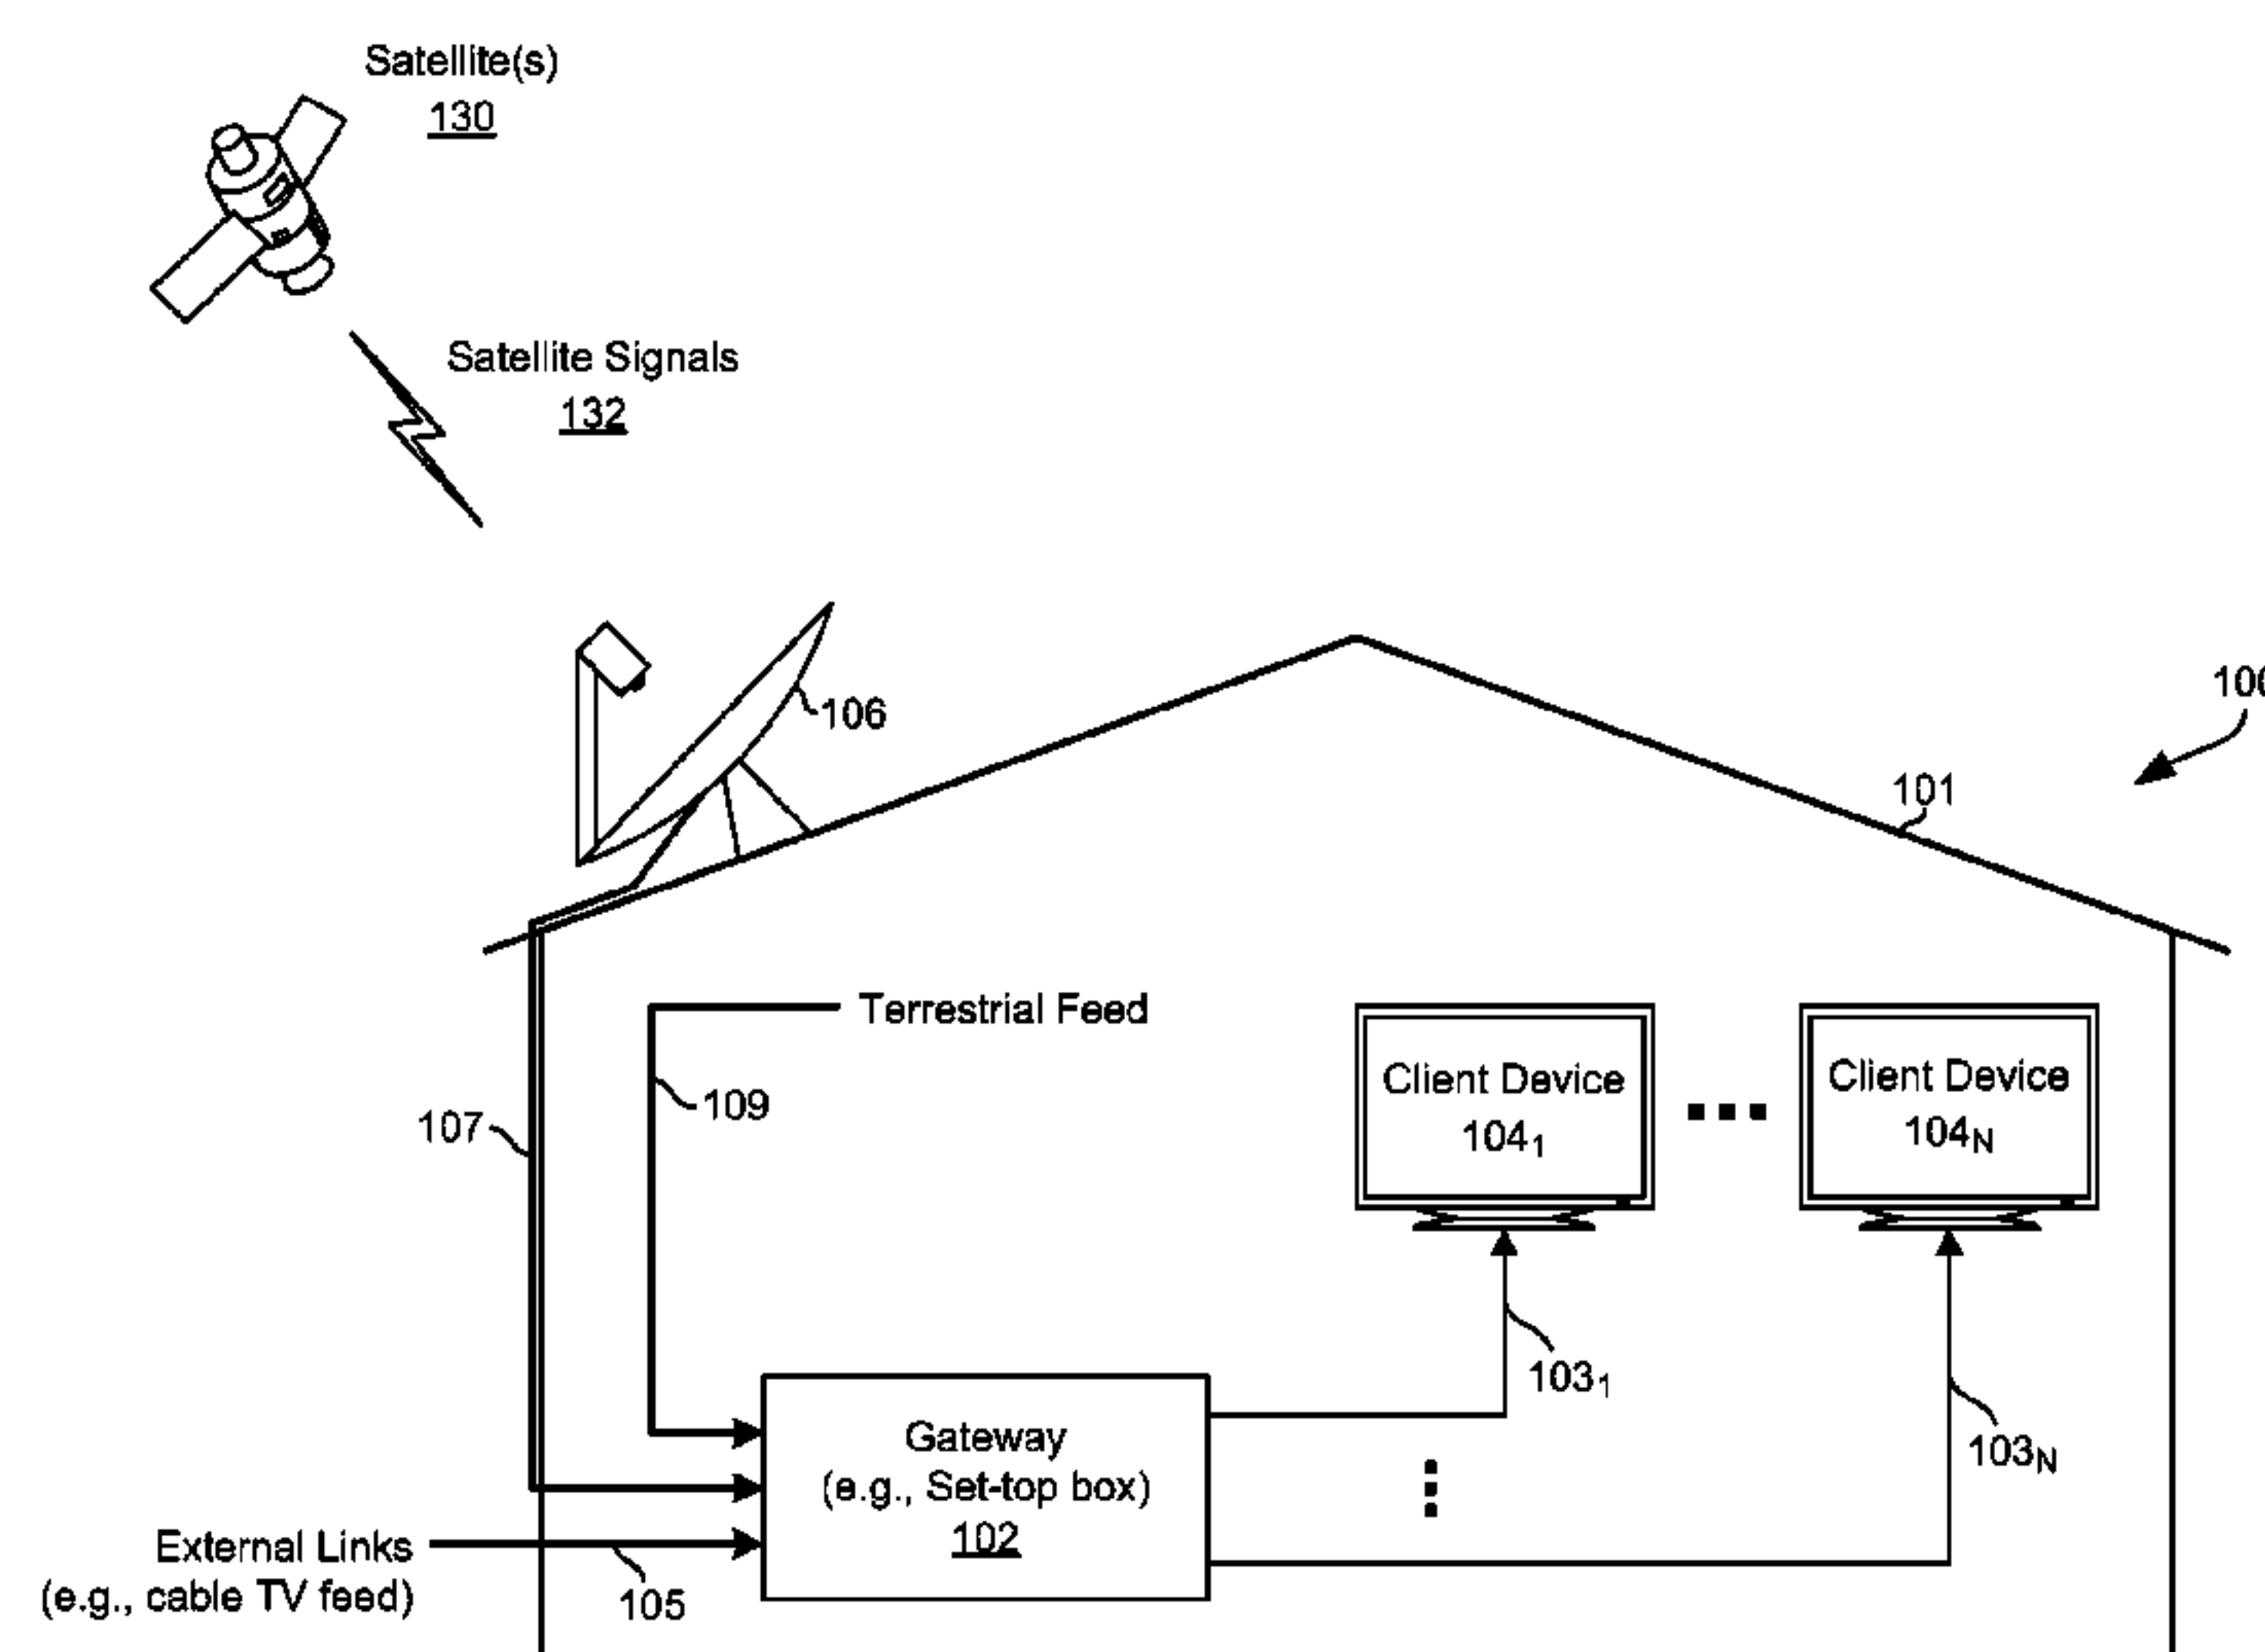 Satellite(s)
130
Satellite Signals
132
106
100
101
Terrestrial Feed
109
107
Client Device
104₁
Client Device
104N
103₁
103N
Gateway
(e.g., Set-top box)
102
External Links
(e.g., cable TV feed)
105